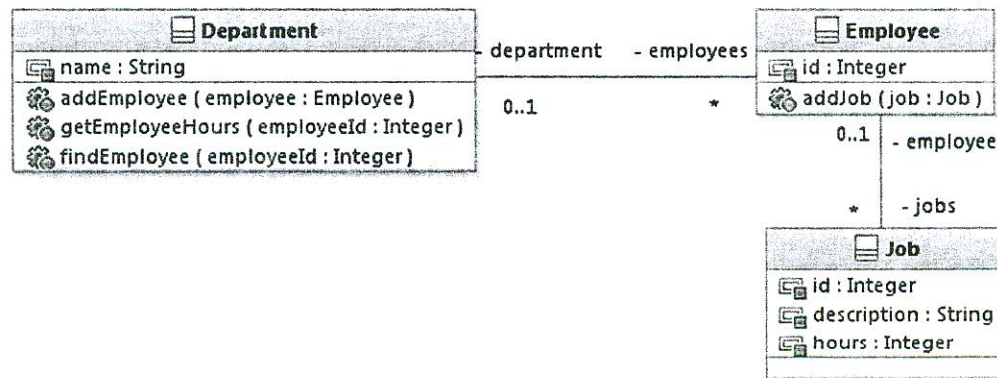 Department
name : String
addEmployee ( employee : Employee )
getEmployeeHours ( employeeId : Integer )
findEmployee ( employeeId : Integer )
- department
- employees
0..1
*
Employee
id : Integer
addJob ( job : Job )
0..1
- employee
*
- jobs
Job
id : Integer
description : String
hours : Integer